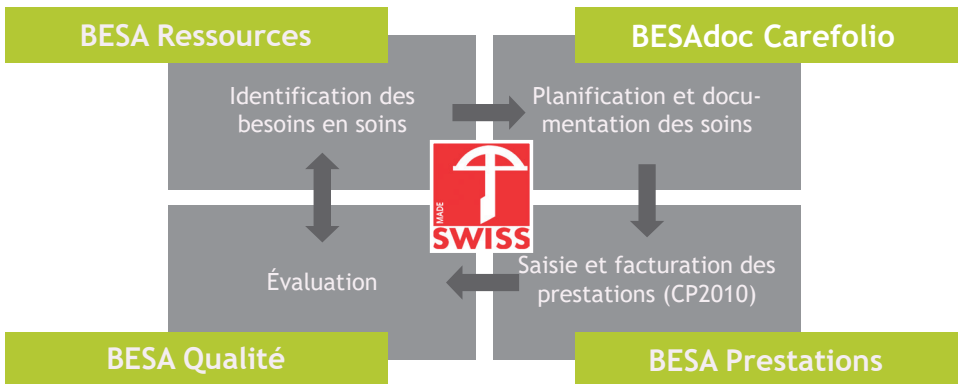 BESA Ressources
BESAdoc Carefolio
Identification des
besoins en soins
Planification et docu-
mentation des soins
MADE
SWISS
Évaluation
Saisie et facturation des
prestations (CP2010)
BESA Qualité
BESA Prestations